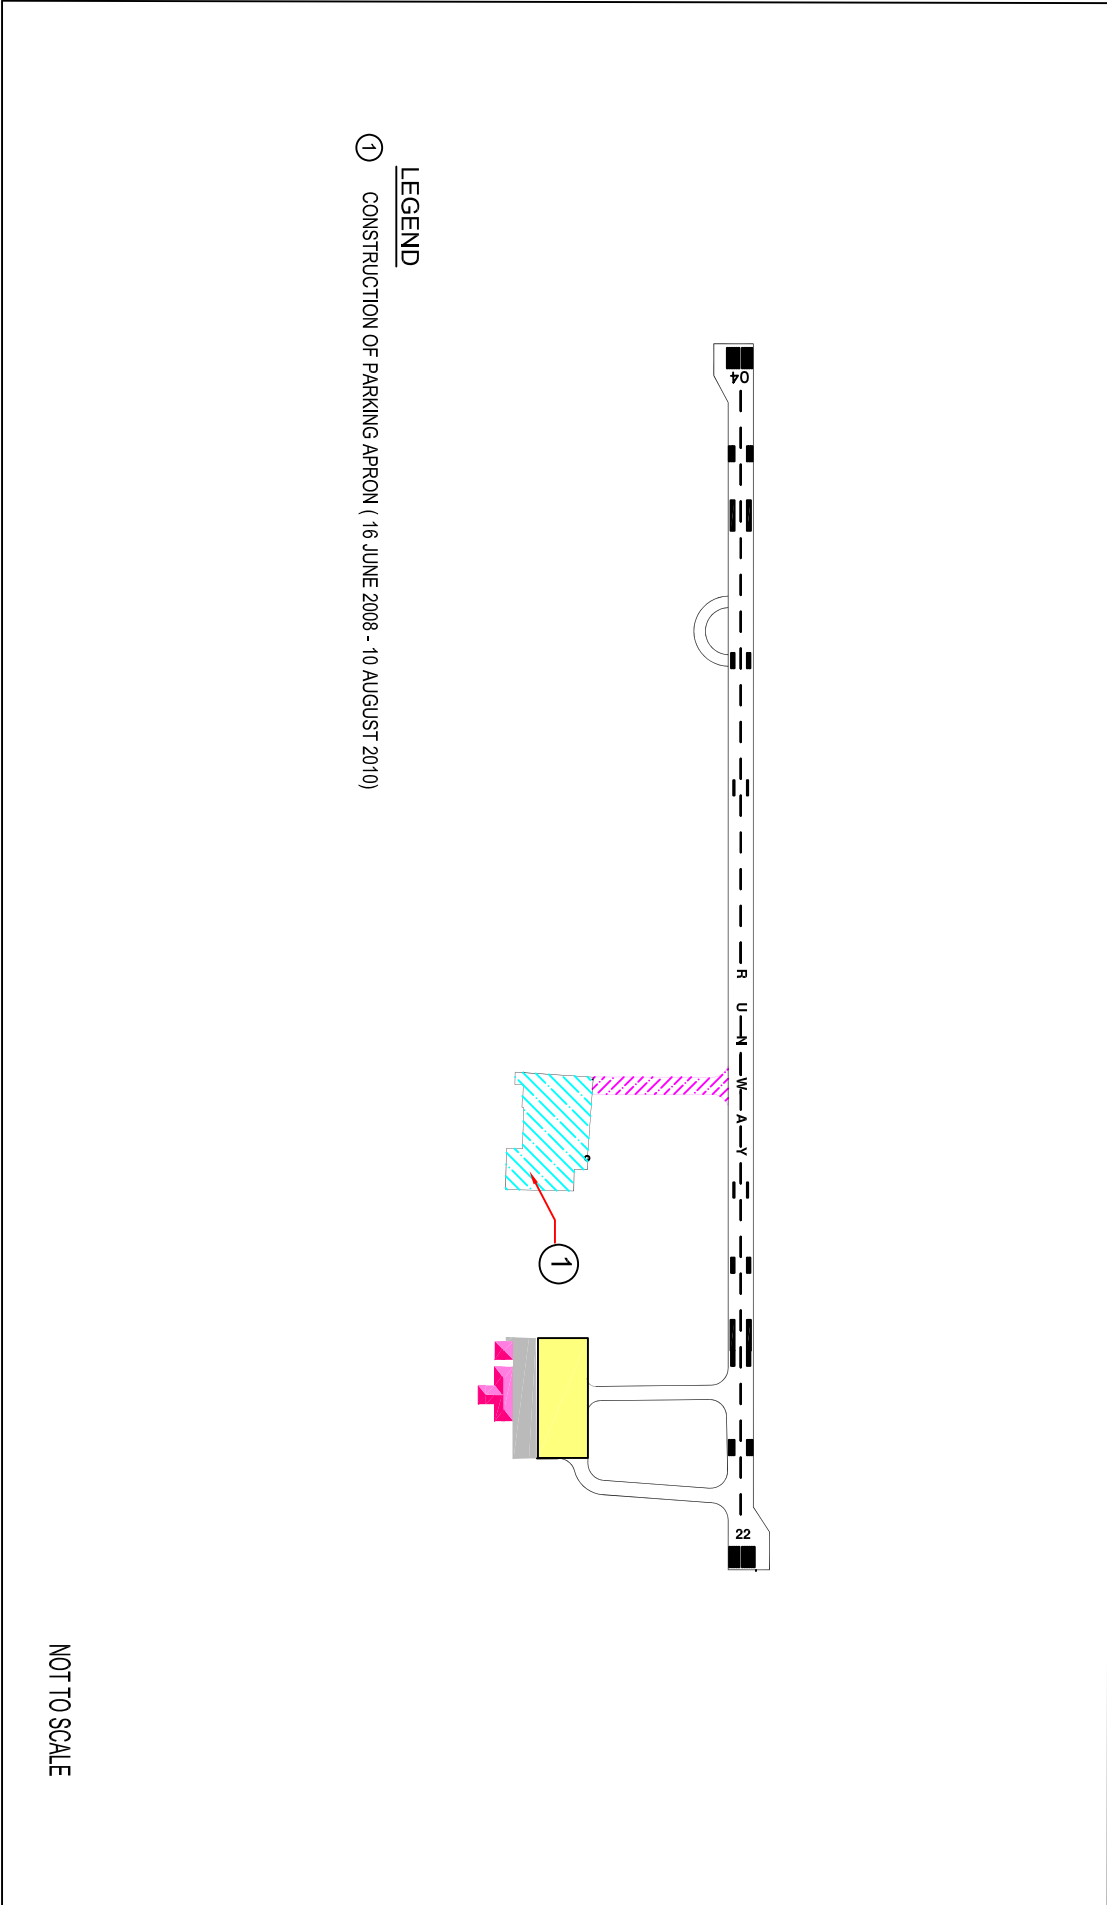 04
R U N W A Y
22
1
LEGEND
1 CONSTRUCTION OF PARKING APRON ( 16 JUNE 2008 - 10 AUGUST 2010)
NOT TO SCALE